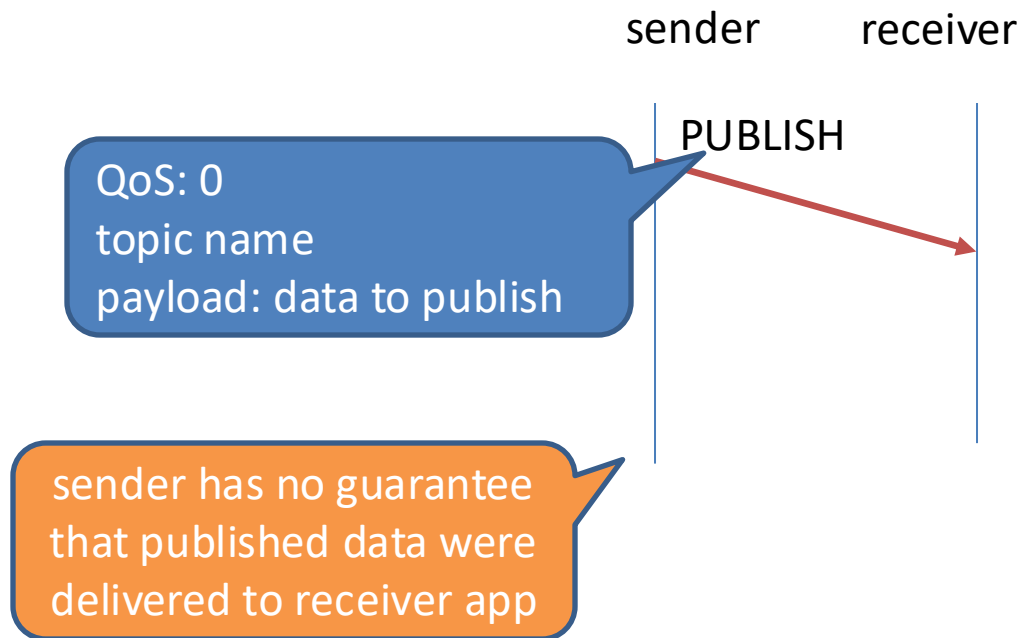 sender receiver
PUBLISH
QoS: 0
topic name
payload: data to publish
sender has no guarantee
that published data were
delivered to receiver app